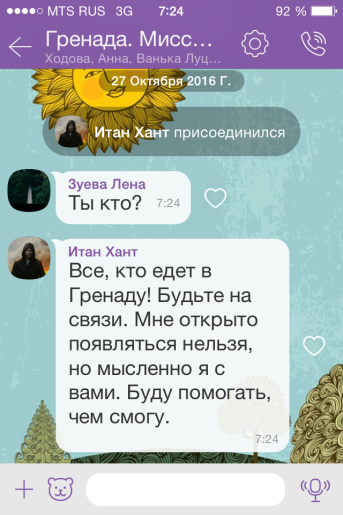 MTS RUS 3G 7:24 92 %
Гренада. Мисс...
Ходова, Анна, Ванька Луц...
27 Октября 2016 Г.
Итан Хант присоединился
Зуева Лена
Ты кто? 7:24
Итан Хант
Все, кто едет в
Гренаду! Будьте на
связи. Мне открыто
появляться нельзя,
но мысленно я с
вами. Буду помогать,
чем смогу.
7:24